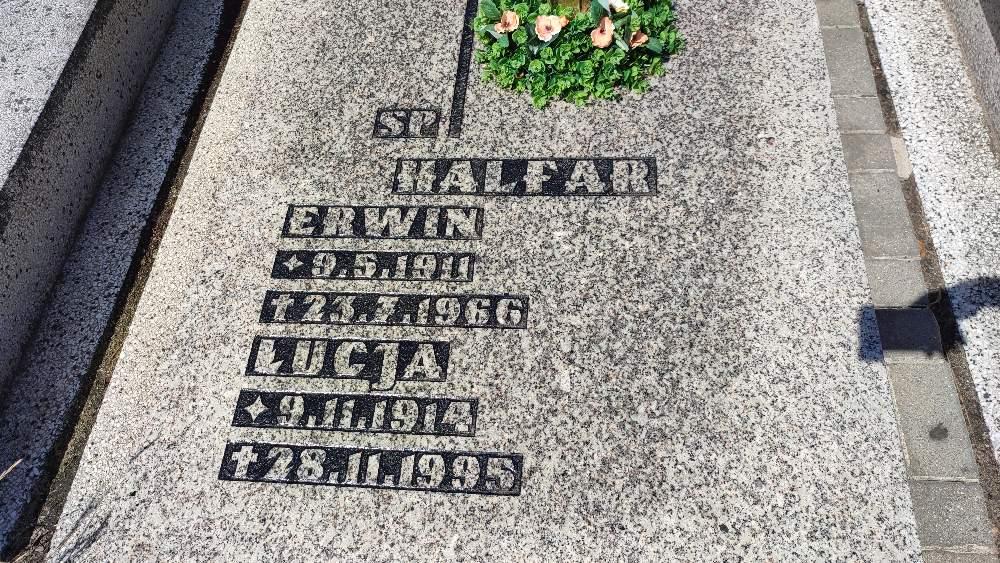 SP
HALFAR
ERWIN
✦ 9.5.1911
† 23.7.1966
ŁUCJA
✦ 9.11.1914
† 28.11.1995